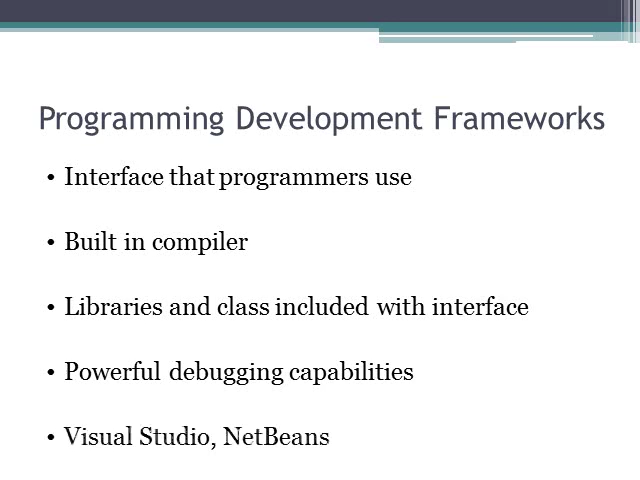 Programming Development Frameworks
• Interface that programmers use
• Built in compiler
• Libraries and class included with interface
• Powerful debugging capabilities
• Visual Studio, NetBeans